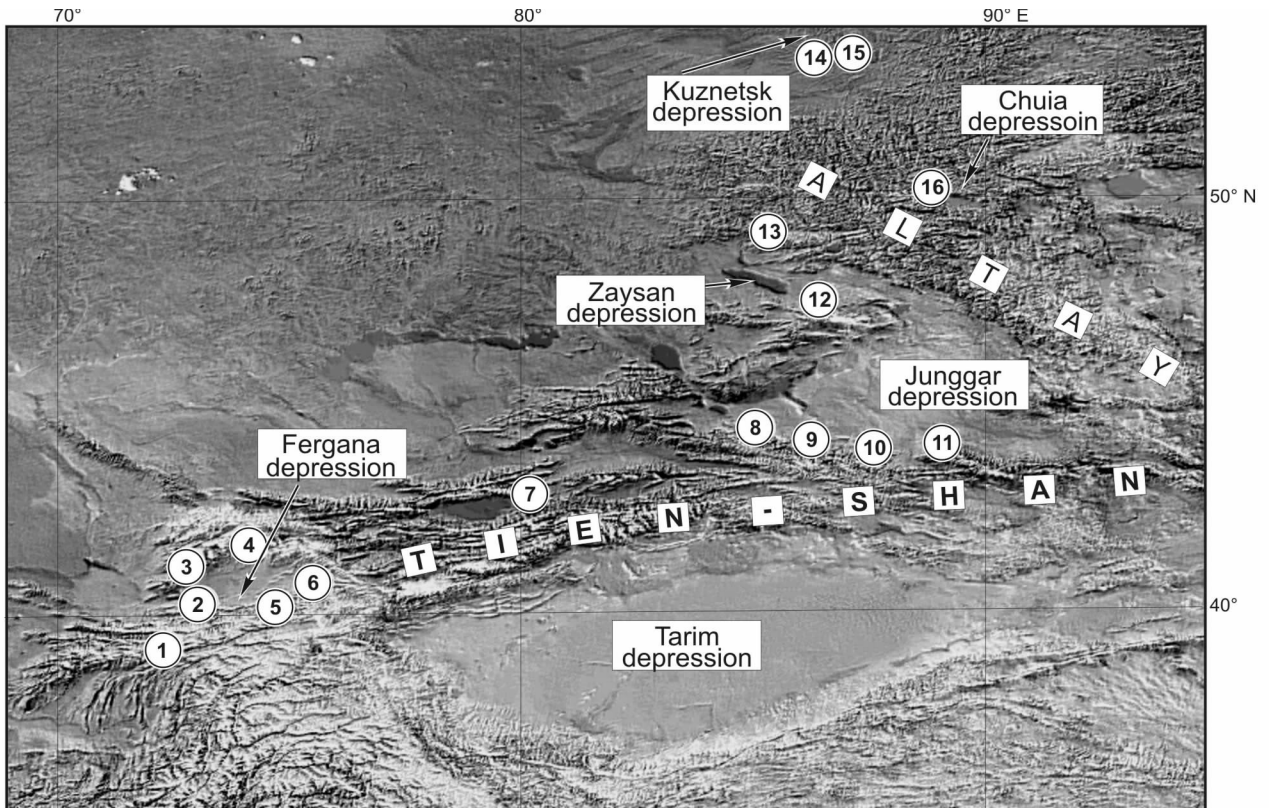 70°
80°
90° E
14
15
Kuznetsk
depression
Chuia
depressoin
A
16
50° N
13
L
Zaysan
depression
T
12
A
Y
Junggar
depression
8
9
10
11
Fergana
depression
7
T I E N - S H A N
4
3
6
2
5
40°
1
Tarim
depression